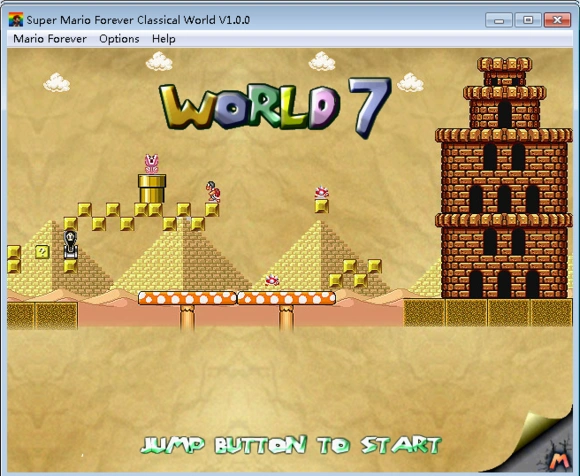 Super Mario Forever Classical World V1.0.0
Mario Forever Options Help
WORLD 7
JUMP BUTTON TO START
M